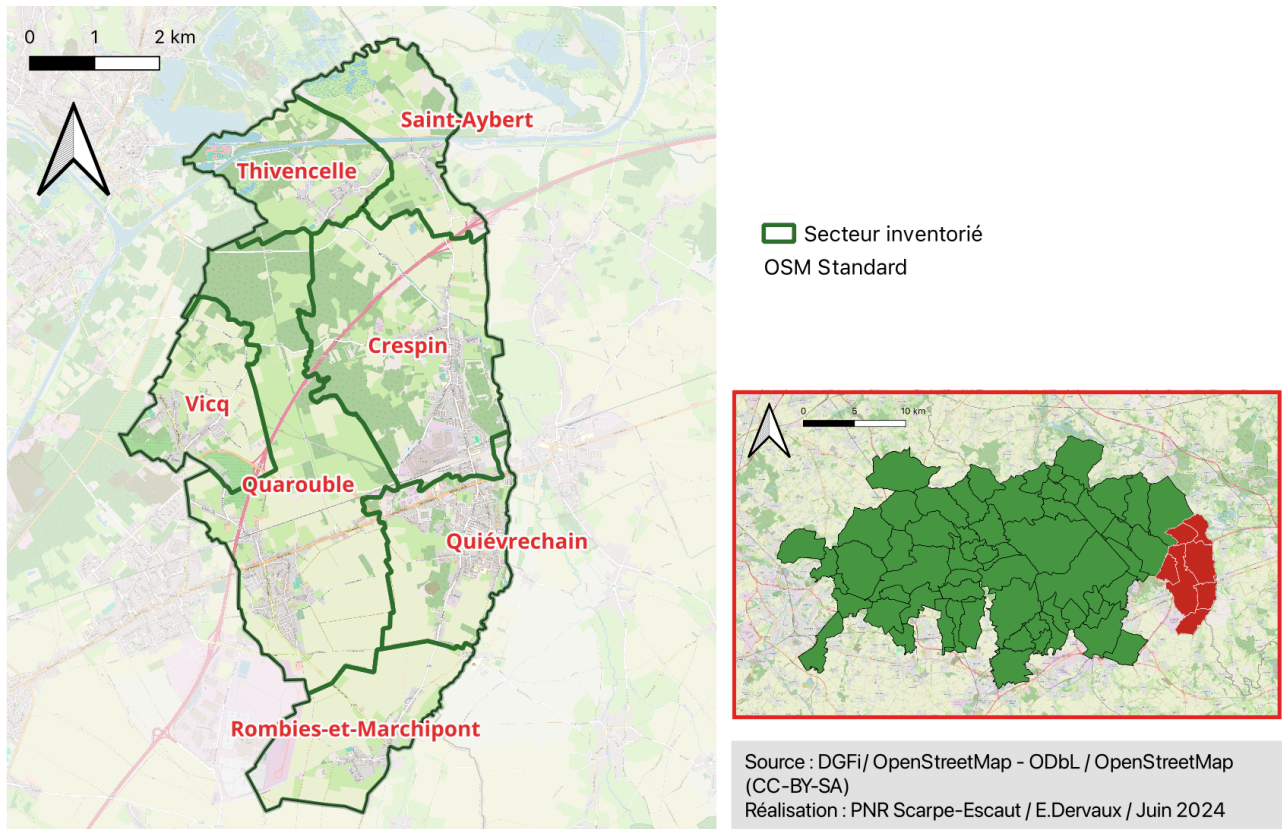 0 1 2 km
Saint-Aybert
Thivencelle
Crespin
Vicq
Quarouble
Quiévrechain
Rombies-et-Marchipont
Secteur inventorié
OSM Standard
0 5 10 km
Source : DGFi/ OpenStreetMap - ODbL / OpenStreetMap
(CC-BY-SA)
Réalisation : PNR Scarpe-Escaut / E.Dervaux / Juin 2024